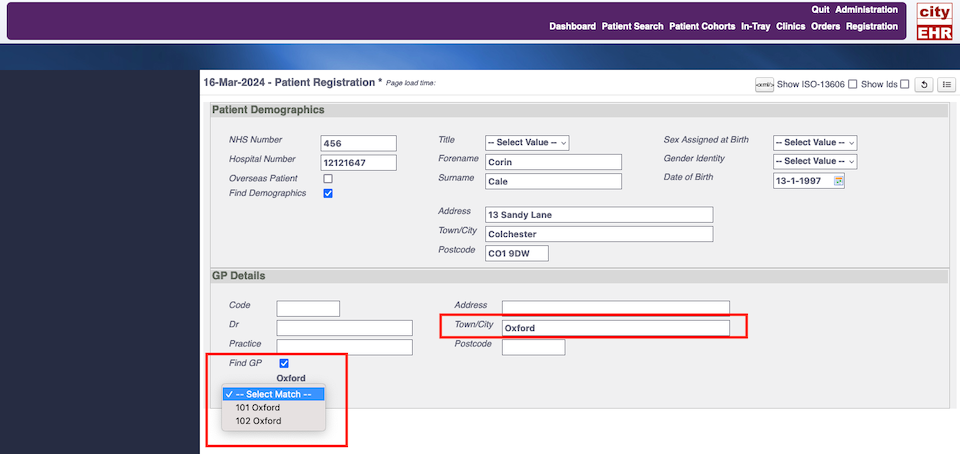 Quit Administration
Dashboard Patient Search Patient Cohorts In-Tray Clinics Orders Registration
city
EHR
16-Mar-2024 - Patient Registration * Page load time:
Show ISO-13606 Show Ids
Patient Demographics
NHS Number 456 Title -- Select Value -- Sex Assigned at Birth -- Select Value --
Hospital Number 12121647 Forename Corin Gender Identity -- Select Value --
Overseas Patient Surname Cale Date of Birth 13-1-1997
Find Demographics
Address 13 Sandy Lane
Town/City Colchester
Postcode CO1 9DW
GP Details
Code Address
Dr Town/City Oxford
Practice Postcode
Find GP
Oxford
✓ -- Select Match --
101 Oxford
102 Oxford